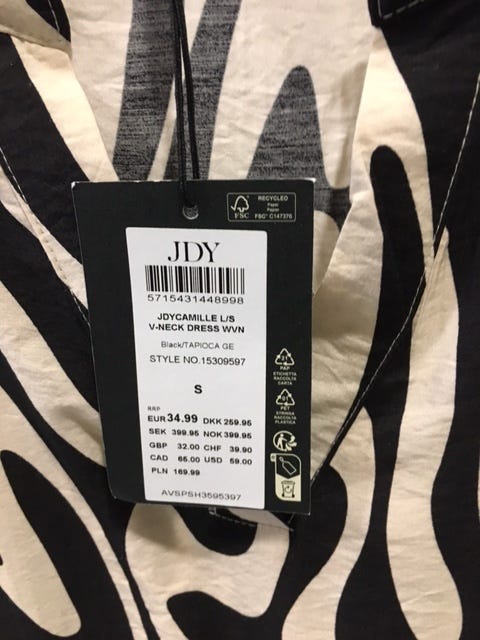 RECYCLED
Papel
Papier
FSC
FSC® C147376
JDY
5715431448998
JDYCAMILLE L/S
V-NECK DRESS WVN
Black/TAPIOCA GE
STYLE NO.15309597
S
RRP
EUR 34.99 DKK 259.95
SEK 399.95 NOK 399.95
GBP 32.00 CHF 39.90
CAD 65.00 USD 59.00
PLN 169.99
AVSPSH3595397
PAP
ETICHETTA
RACCOLTA
CARTA
PET
STRINGA
RACCOLTA
PLASTICA